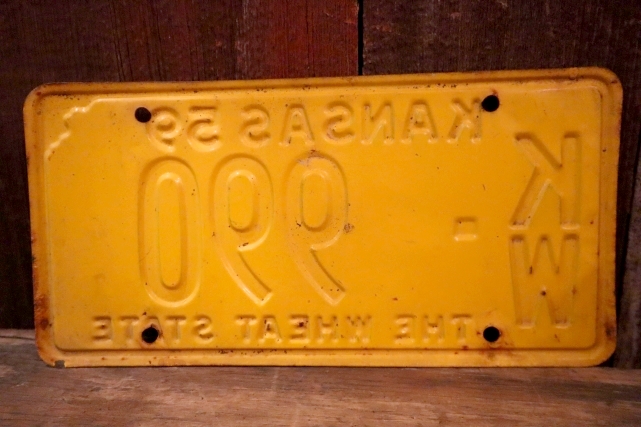 KANSAS 59
KW-990
THE WHEAT STATE